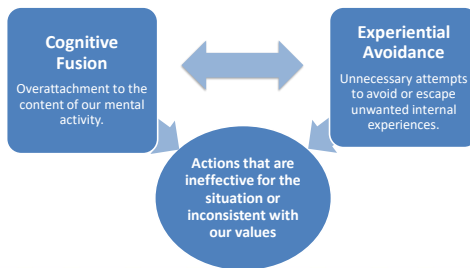 Cognitive
Fusion
Overattachment to the
content of our mental
activity.
Experiential
Avoidance
Unnecessary attempts
to avoid or escape
unwanted internal
experiences.
Actions that are
ineffective for the
situation or
inconsistent with
our values